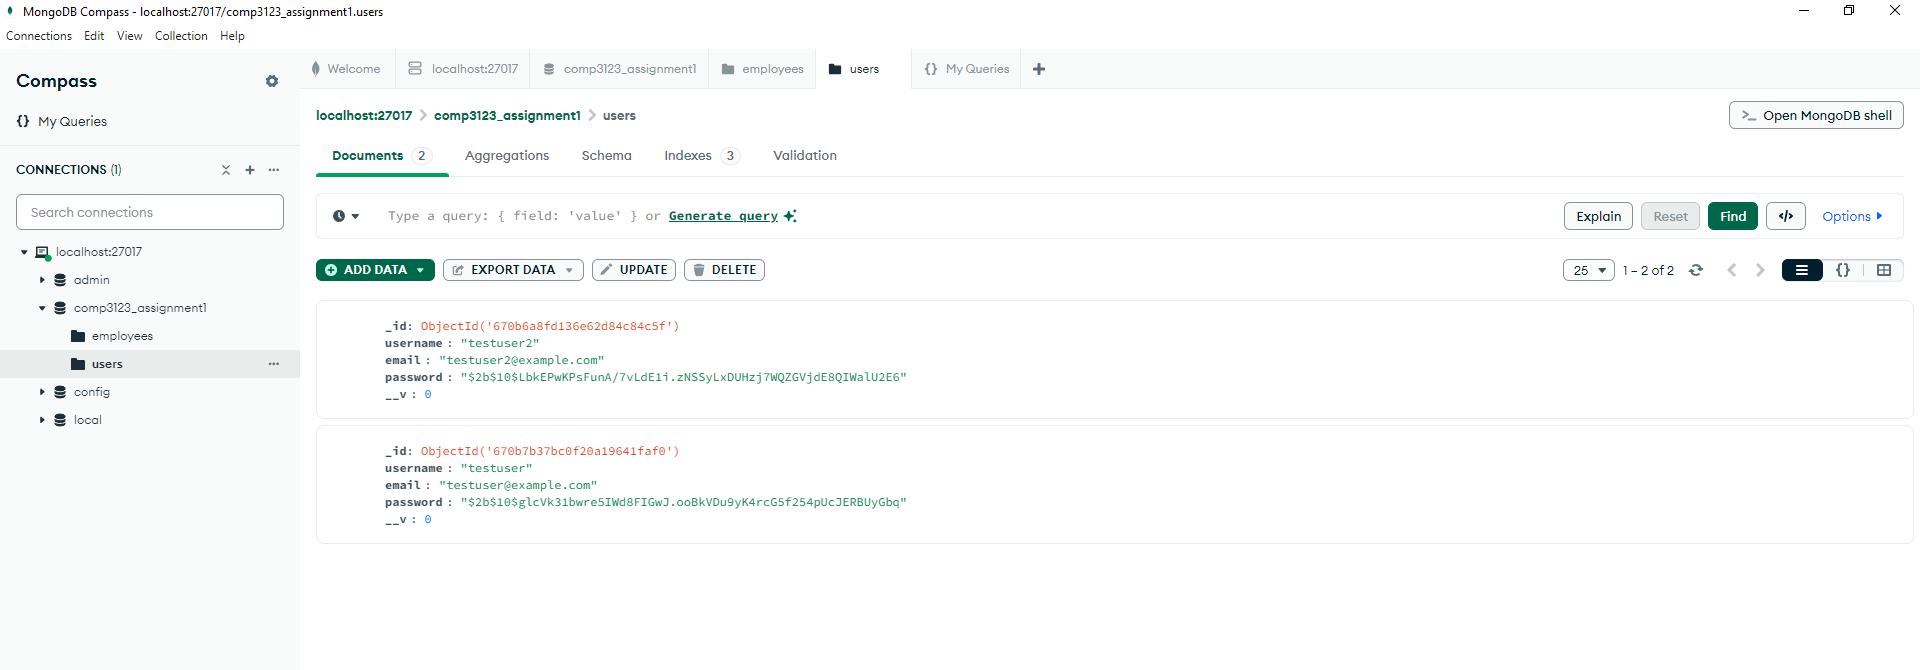 MongoDB Compass - localhost:27017/comp3123_assignment1.users
Connections Edit View Collection Help
Compass
My Queries
CONNECTIONS (1)
Search connections
localhost:27017
admin
comp3123_assignment1
employees
users
config
local
Welcome localhost:27017 comp3123_assignment1 employees users {} My Queries
localhost:27017 > comp3123_assignment1 > users
>_ Open MongoDB shell
Documents 2 Aggregations Schema Indexes 3 Validation
Type a query: { field: 'value' } or Generate query
Explain Reset Find </> Options
ADD DATA EXPORT DATA UPDATE DELETE
25 1 – 2 of 2 {}
_id: ObjectId('670b6a8fd136e62d84c84c5f')
username : "testuser2"
email : "testuser2@example.com"
password : "$2b$10$LbkEPwKPsFunA/7vLdE1i.zNSSyLxDUHzj7WQZGVjdE8QIWalU2E6"
__v : 0
_id: ObjectId('670b7b37bc0f20a19641faf0')
username : "testuser"
email : "testuser@example.com"
password : "$2b$10$glcVk31bwre5IWd8FIGwJ.ooBkVDu9yK4rcG5f254pUcJERBUyGbq"
__v : 0